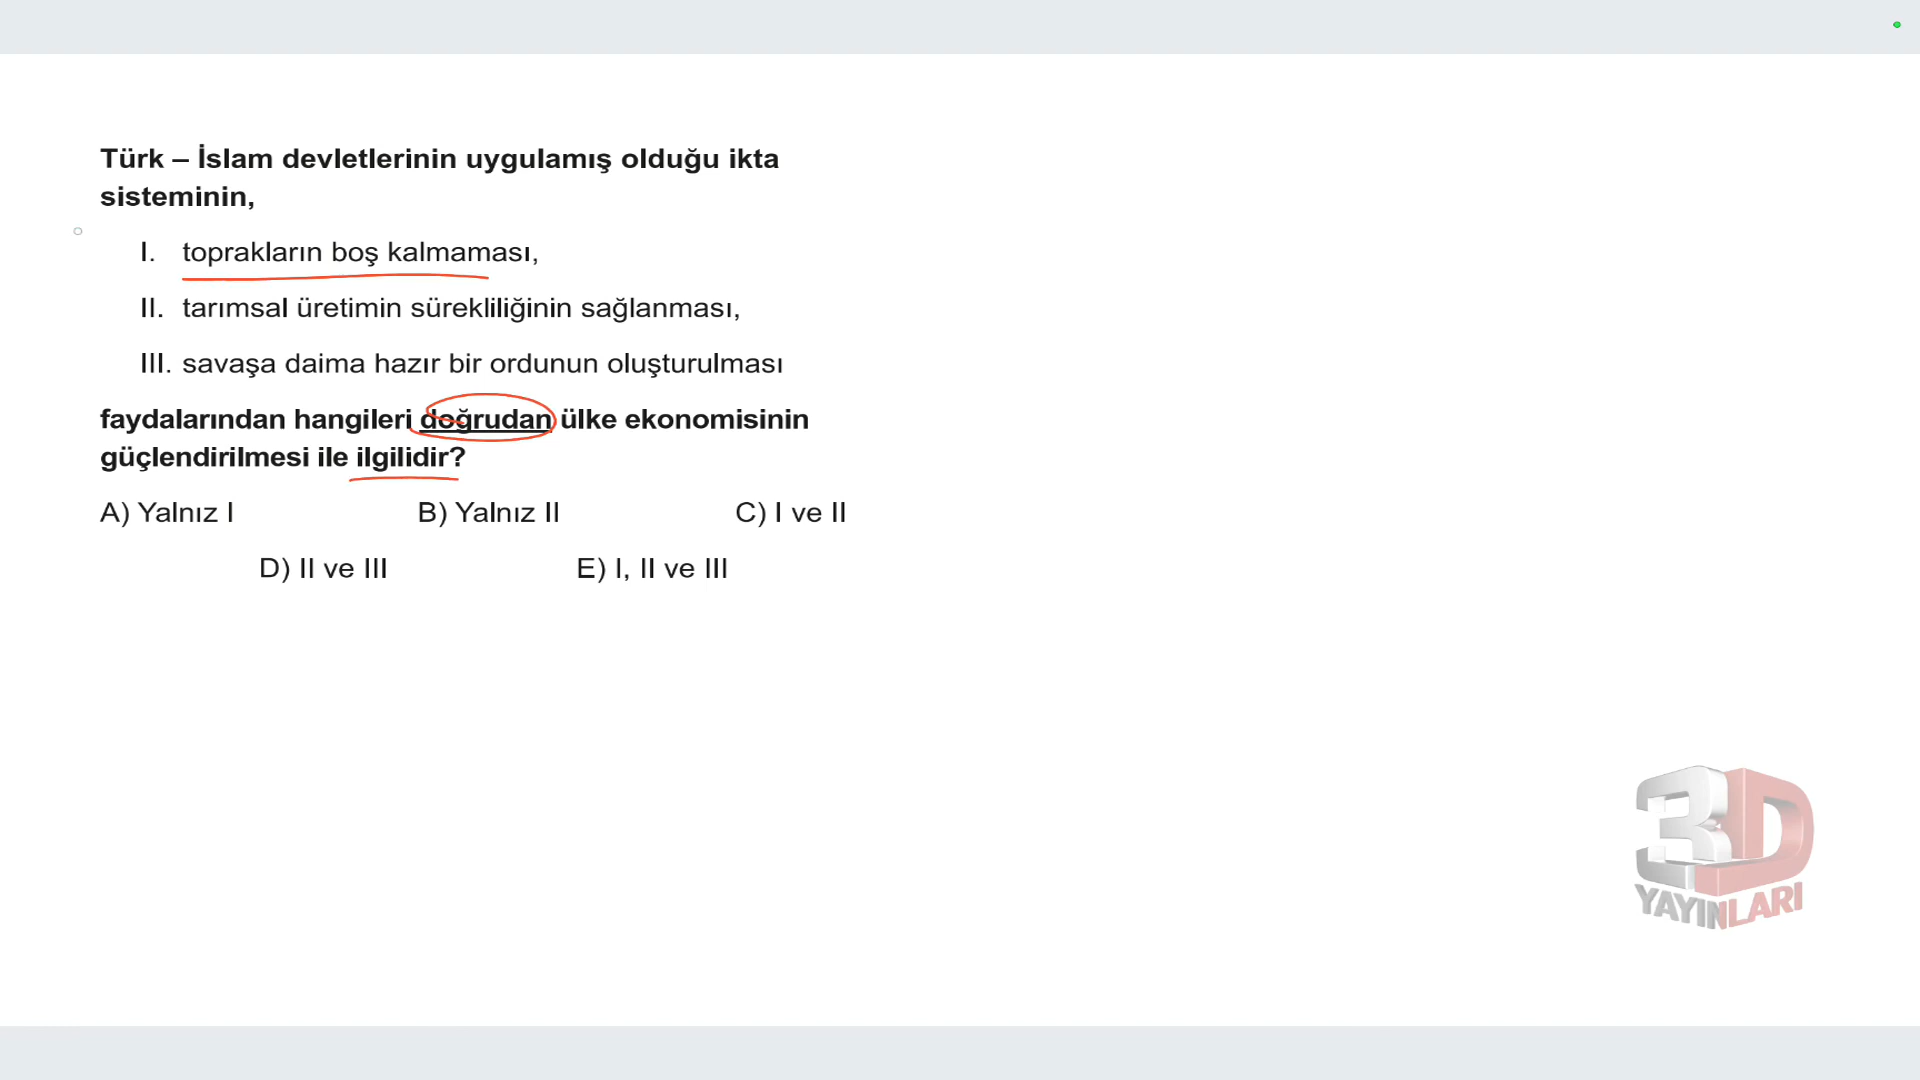 Türk – İslam devletlerinin uygulamış olduğu ikta
sisteminin,
I. toprakların boş kalmaması,
II. tarımsal üretimin sürekliliğinin sağlanması,
III. savaşa daima hazır bir ordunun oluşturulması
faydalarından hangileri doğrudan ülke ekonomisinin
güçlendirilmesi ile ilgilidir?
A) Yalnız I B) Yalnız II C) I ve II
D) II ve III E) I, II ve III
3D
YAYINLARI